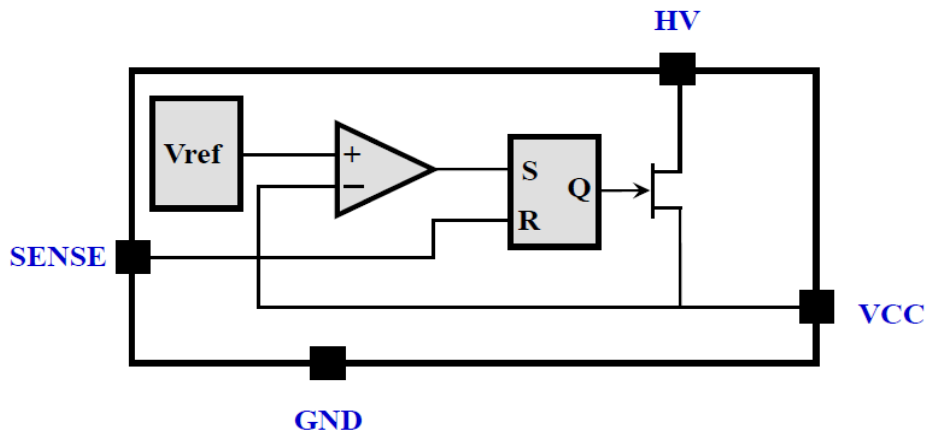 HV
Vref
+
−
S
Q
R
SENSE
VCC
GND